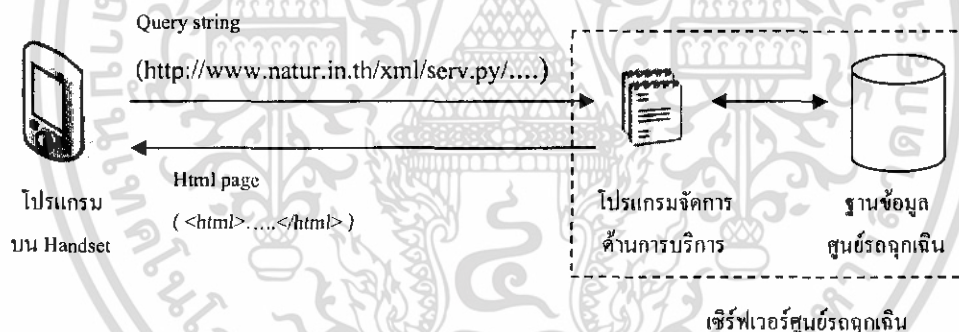 Query string
(http://www.natur.in.th/xml/serv.py/....)
Html page
( <html>.....</html> )
โปรแกรม
บน Handset
โปรแกรมจัดการ
ด้านการบริการ
ฐานข้อมูล
ศูนย์รถฉุกเฉิน
เซิร์ฟเวอร์ศูนย์รถฉุกเฉิน